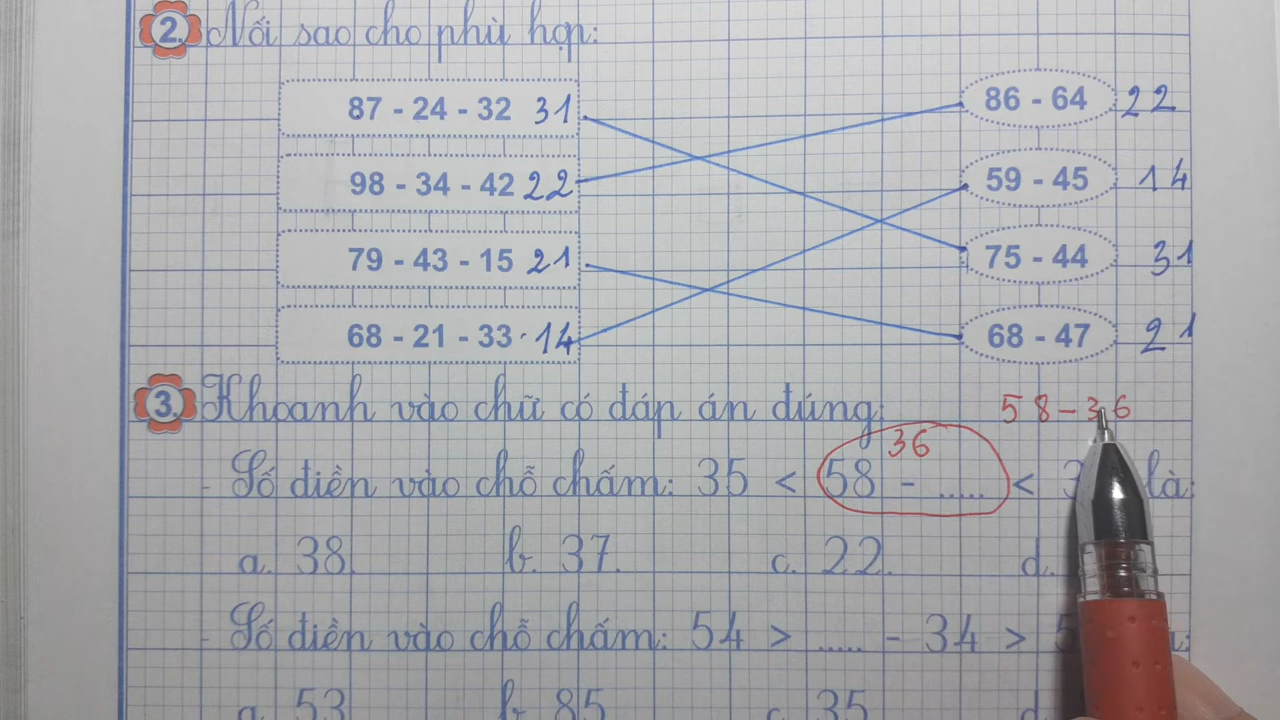 2. Nối sao cho phù hợp:
87 - 24 - 32 31
86 - 64 22
98 - 34 - 42 22
59 - 45 14
79 - 43 - 15 21
75 - 44 31
68 - 21 - 33 14
68 - 47 21
3. Khoanh vào chữ có đáp án đúng:
58 - 36
36
- Số điền vào chỗ chấm: 35 < 58 - ..... < 3 là:
a. 38. b. 37. c. 22. d.
- Số điền vào chỗ chấm: 54 > ..... - 34 > 5
a. 53 b. 85 c. 35 d